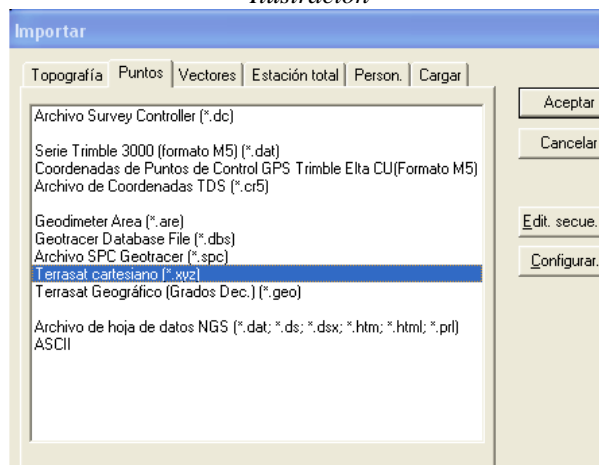 Ilustración
Importar
Topografía Puntos Vectores Estación total Person. Cargar
Archivo Survey Controller (*.dc)
Serie Trimble 3000 (formato M5) (*.dat)
Coordenadas de Puntos de Control GPS Trimble Elta CU(Formato M5)
Archivo de Coordenadas TDS (*.cr5)
Geodimeter Area (*.are)
Geotracer Database File (*.dbs)
Archivo SPC Geotracer (*.spc)
Terrasat cartesiano (*.xyz)
Terrasat Geográfico (Grados Dec.) (*.geo)
Archivo de hoja de datos NGS (*.dat; *.ds; *.dsx; *.htm; *.html; *.prl)
ASCII
Aceptar
Cancelar
Edit. secue.
Configurar.